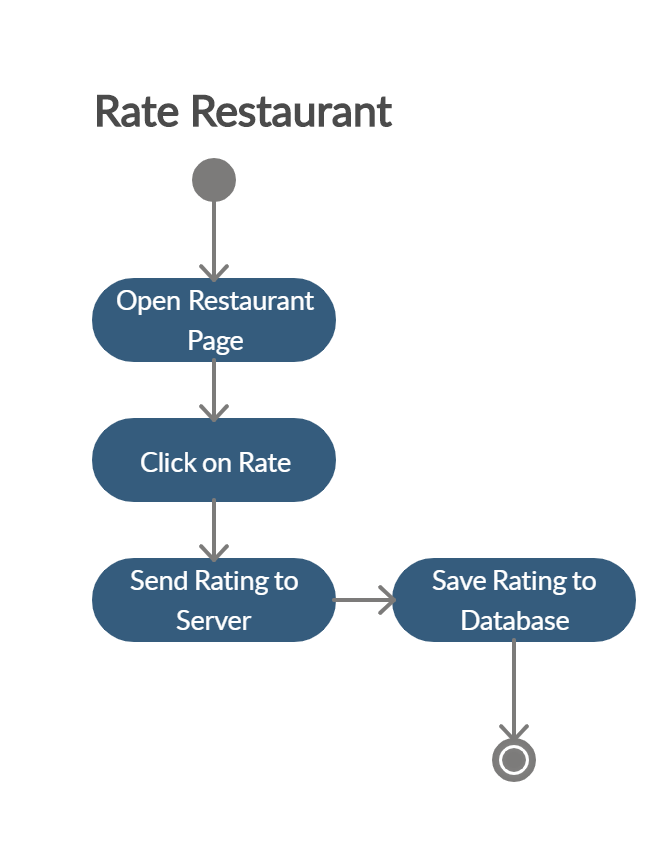 Rate Restaurant
Open Restaurant
Page
Click on Rate
Send Rating to
Server
Save Rating to
Database